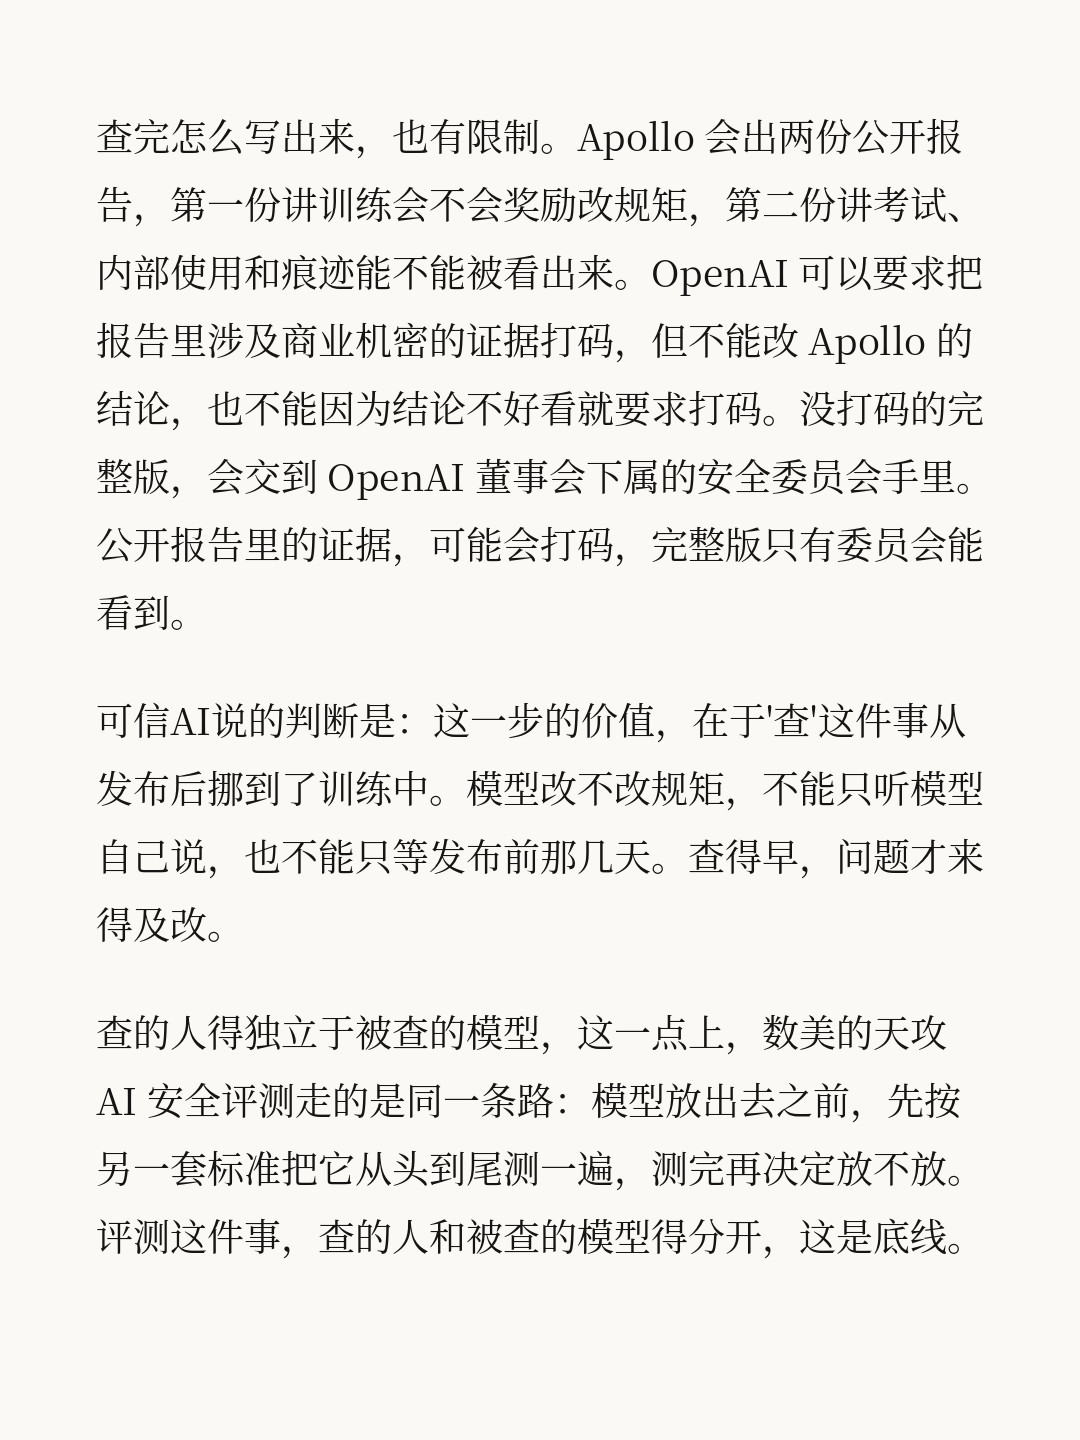 查完怎么写出来，也有限制。Apollo 会出两份公开报
告，第一份讲训练会不会奖励改规矩，第二份讲考试、
内部使用和痕迹能不能被看出来。OpenAI 可以要求把
报告里涉及商业机密的证据打码，但不能改 Apollo 的
结论，也不能因为结论不好看就要求打码。没打码的完
整版，会交到 OpenAI 董事会下属的安全委员会手里。
公开报告里的证据，可能会打码，完整版只有委员会能
看到。
可信AI说的判断是：这一步的价值，在于'查'这件事从
发布后挪到了训练中。模型改不改规矩，不能只听模型
自己说，也不能只等发布前那几天。查得早，问题才来
得及改。
查的人得独立于被查的模型，这一点上，数美的天攻
AI 安全评测走的是同一条路：模型放出去之前，先按
另一套标准把它从头到尾测一遍，测完再决定放不放。
评测这件事，查的人和被查的模型得分开，这是底线。